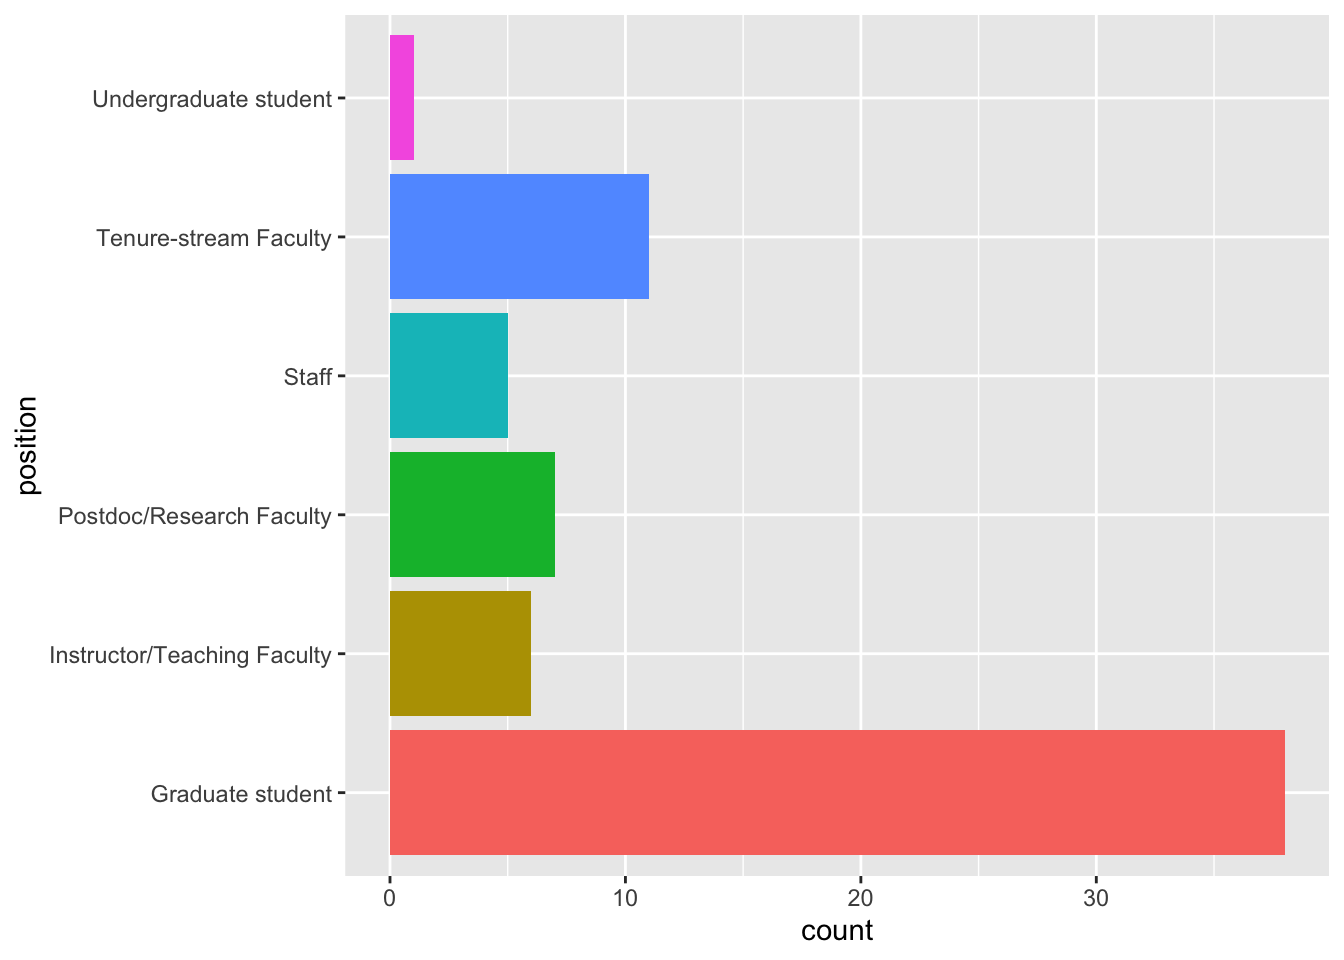 Undergraduate student
Tenure-stream Faculty
Staff
position
Postdoc/Research Faculty
Instructor/Teaching Faculty
Graduate student
0 10 20 30
count